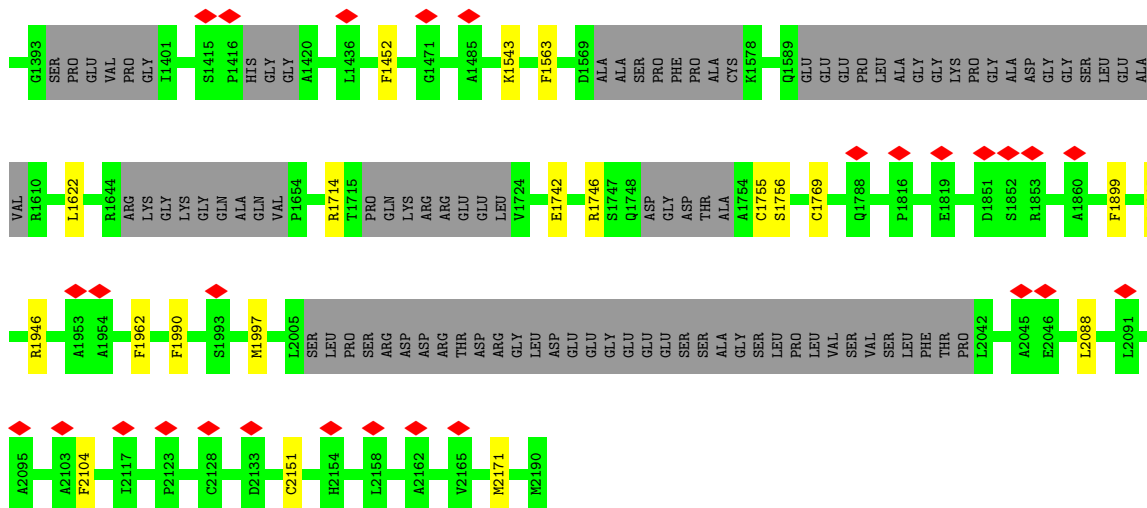 G1393 SER PRO GLU VAL PRO GLY I1401 S1415 P1416 HIS GLY GLY A1420 L1436 F1452 G1471 A1485 K1543 F1563 D1569 ALA ALA SER PRO PHE PRO ALA CYS K1578 Q1589 GLU GLU GLU PRO LEU ALA GLY GLY LYS PRO GLY ALA ASP GLY GLY SER LEU GLU ALA
VAL R1610 L1622 R1644 ARG LYS GLY LYS GLY GLN ALA GLN VAL P1654 R1714 T1715 PRO GLN LYS ARG ARG GLU GLU LEU V1724 E1742 R1746 S1747 Q1748 ASP GLY ASP THR ALA A1754 C1755 S1756 C1769 Q1788 P1816 E1819 D1851 S1852 R1853 A1860 F1899
R1946 A1953 A1954 F1962 F1990 S1993 M1997 L2005 SER LEU PRO SER ARG ASP ASP ARG THR ASP ARG GLY LEU ASP GLU GLU GLY GLU GLU GLU SER SER ALA GLY SER LEU PRO LEU VAL SER VAL SER LEU PHE THR PRO L2042 A2045 E2046 L2088 L2091
A2095 A2103 F2104 I2117 P2123 C2128 D2133 C2151 H2154 L2158 A2162 V2165 M2171 M2190